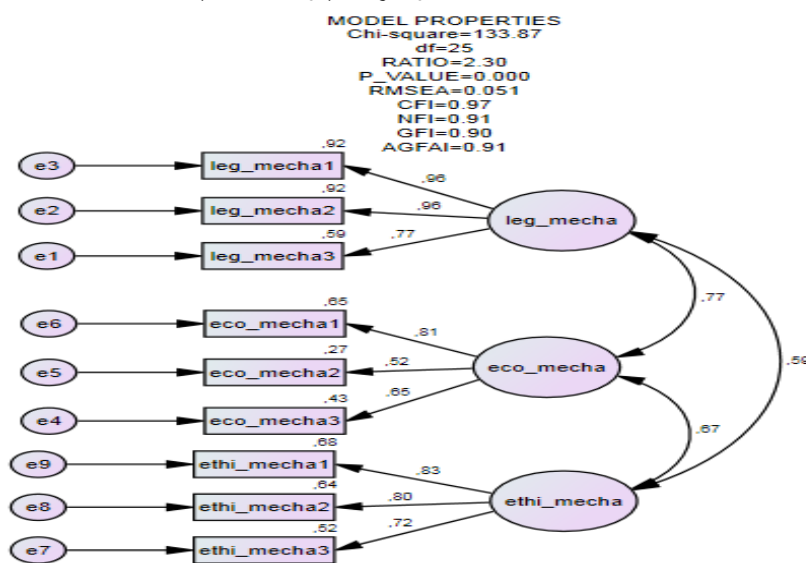 MODEL PROPERTIES
Chi-square=133.87
df=25
RATIO=2.30
P_VALUE=0.000
RMSEA=0.051
CFI=0.97
NFI=0.91
GFI=0.90
AGFAI=0.91
.92
e3 leg_mecha1 .96
.92
e2 leg_mecha2 .96 leg_mecha
.59
e1 leg_mecha3 .77
.77
.65
e6 eco_mecha1 .81
.27
e5 eco_mecha2 .52 eco_mecha .59
.43
e4 eco_mecha3 .65
.67
.68
e9 ethi_mecha1 .83
.64
e8 ethi_mecha2 .80 ethi_mecha
.52
e7 ethi_mecha3 .72